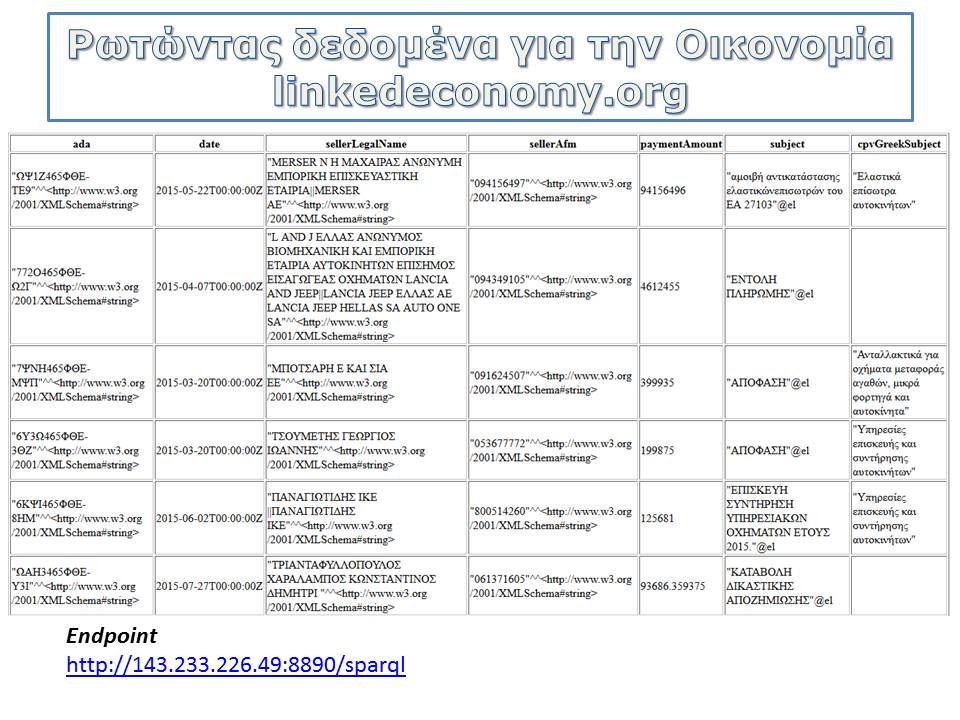 Ρωτώντας δεδομένα για την Οικονομία
linkedeconomy.org
ada date sellerLegalName sellerAfm paymentAmount subject cpvGreekSubject
"ΩΨ1Ζ465ΦΘΕ-
ΤΕ9"^^<http://www.w3.org
/2001/XMLSchema#string>
2015-05-22T00:00:00Z
"MERSER N H ΜΑΧΑΙΡΑΣ ΑΝΩΝΥΜΗ
ΕΜΠΟΡΙΚΗ ΕΠΙΣΚΕΥΑΣΤΙΚΗ
ΕΤΑΙΡΙΑ||MERSER
AE"^^<http://www.w3.org
/2001/XMLSchema#string>
"094156497"^^<http://www.w3.org
/2001/XMLSchema#string>
94156496
"αμοιβή αντικατάστασης
ελαστικώνεπισωτρών του
ΕΑ 27103"@el
"Ελαστικά
επίσωτρα
αυτοκινήτων"
"772Ο465ΦΘΕ-
Ω2Γ"^^<http://www.w3.org
/2001/XMLSchema#string>
2015-04-07T00:00:00Z
"L AND J ΕΛΛΑΣ ΑΝΩΝΥΜΟΣ
ΒΙΟΜΗΧΑΝΙΚΗ ΚΑΙ ΕΜΠΟΡΙΚΗ
ΕΤΑΙΡΙΑ ΑΥΤΟΚΙΝΗΤΩΝ ΕΠΙΣΗΜΟΣ
ΕΙΣΑΓΩΓΕΑΣ ΟΧΗΜΑΤΩΝ LANCIA
AND JEEP||LANCIA JEEP ΕΛΛΑΣ ΑΕ
LANCIA JEEP HELLAS SA AUTO ONE
SA"^^<http://www.w3.org
/2001/XMLSchema#string>
"094349105"^^<http://www.w3.org
/2001/XMLSchema#string>
4612455
"ΕΝΤΟΛΗ
ΠΛΗΡΩΜΗΣ"@el
"7ΨΝΗ465ΦΘΕ-
ΜΨΠ"^^<http://www.w3.org
/2001/XMLSchema#string>
2015-03-20T00:00:00Z
"ΜΠΟΤΣΑΡΗ Ε ΚΑΙ ΣΙΑ
ΕΕ"^^<http://www.w3.org
/2001/XMLSchema#string>
"091624507"^^<http://www.w3.org
/2001/XMLSchema#string>
399935
"ΑΠΟΦΑΣΗ"@el
"Ανταλλακτικά για
οχήματα μεταφοράς
αγαθών, μικρά
φορτηγά και
αυτοκίνητα"
"6Υ3Ω465ΦΘΕ-
3ΘΖ"^^<http://www.w3.org
/2001/XMLSchema#string>
2015-03-20T00:00:00Z
"ΤΣΟΥΜΕΤΗΣ ΓΕΩΡΓΙΟΣ
ΙΩΑΝΝΗΣ"^^<http://www.w3.org
/2001/XMLSchema#string>
"053677772"^^<http://www.w3.org
/2001/XMLSchema#string>
199875
"ΑΠΟΦΑΣΗ"@el
"Υπηρεσίες
επισκευής και
συντήρησης
αυτοκινήτων"
"6ΚΨΙ465ΦΘΕ-
8ΗΜ"^^<http://www.w3.org
/2001/XMLSchema#string>
2015-06-02T00:00:00Z
"ΠΑΝΑΓΙΩΤΙΔΗΣ ΙΚΕ
||ΠΑΝΑΓΙΩΤΙΔΗΣ
ΙΚΕ"^^<http://www.w3.org
/2001/XMLSchema#string>
"800514260"^^<http://www.w3.org
/2001/XMLSchema#string>
125681
"ΕΠΙΣΚΕΥΗ
ΣΥΝΤΗΡΗΣΗ
ΥΠΗΡΕΣΙΑΚΩΝ
ΟΧΗΜΑΤΩΝ ΕΤΟΥΣ
2015."@el
"Υπηρεσίες
επισκευής και
συντήρησης
αυτοκινήτων"
"ΩΑΗ3465ΦΘΕ-
Υ3Ι"^^<http://www.w3.org
/2001/XMLSchema#string>
2015-07-27T00:00:00Z
"ΤΡΙΑΝΤΑΦΥΛΛΟΠΟΥΛΟΣ
ΧΑΡΑΛΑΜΠΟΣ ΚΩΝΣΤΑΝΤΙΝΟΣ
ΔΗΜΗΤΡΙ "^^<http://www.w3.org
/2001/XMLSchema#string>
"061371605"^^<http://www.w3.org
/2001/XMLSchema#string>
93686.359375
"ΚΑΤΑΒΟΛΗ
ΔΙΚΑΣΤΙΚΗΣ
ΑΠΟΖΗΜΙΩΣΗΣ"@el
Endpoint
http://143.233.226.49:8890/sparql